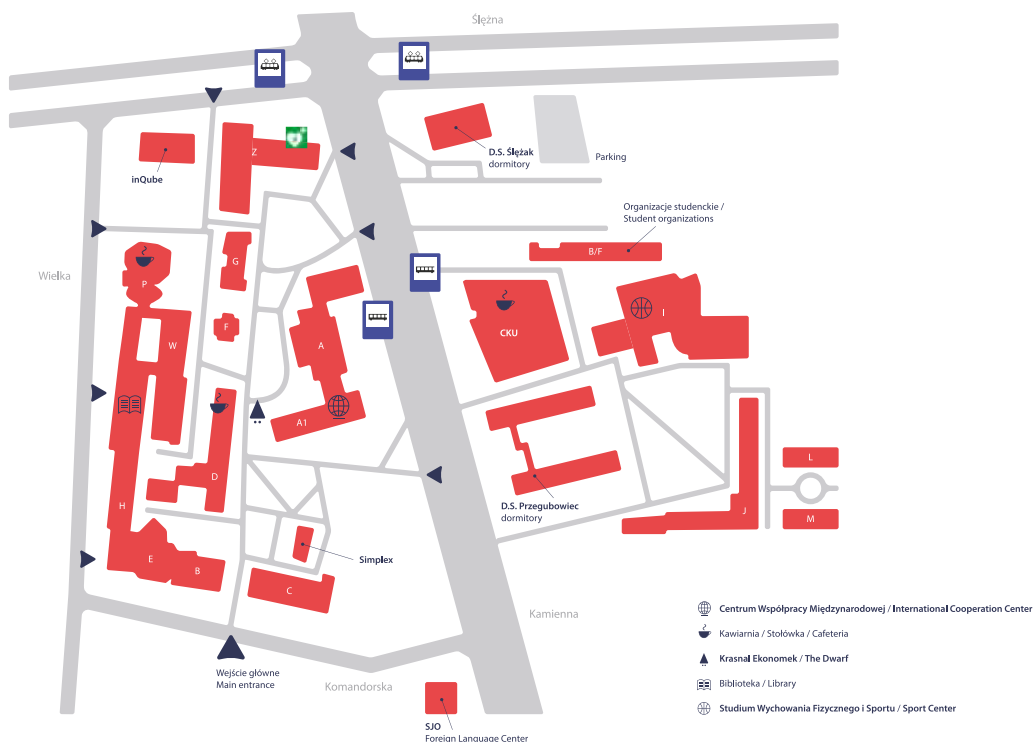 Ślężna
Z
inQube
D.S. Ślężak
dormitory
Parking
Organizacje studenckie /
Student organizations
B/F
Wielka
G
P
F
W
A
CKU
I
A1
D
H
L
J
M
D.S. Przegubowiec
dormitory
E
B
Simplex
C
Kamienna
Wejście główne
Main entrance
Komandorska
SJO
Foreign Language Center
Centrum Współpracy Międzynarodowej / International Cooperation Center
Kawiarnia / Stołówka / Cafeteria
Krasnal Ekonomek / The Dwarf
Biblioteka / Library
Studium Wychowania Fizycznego i Sportu / Sport Center